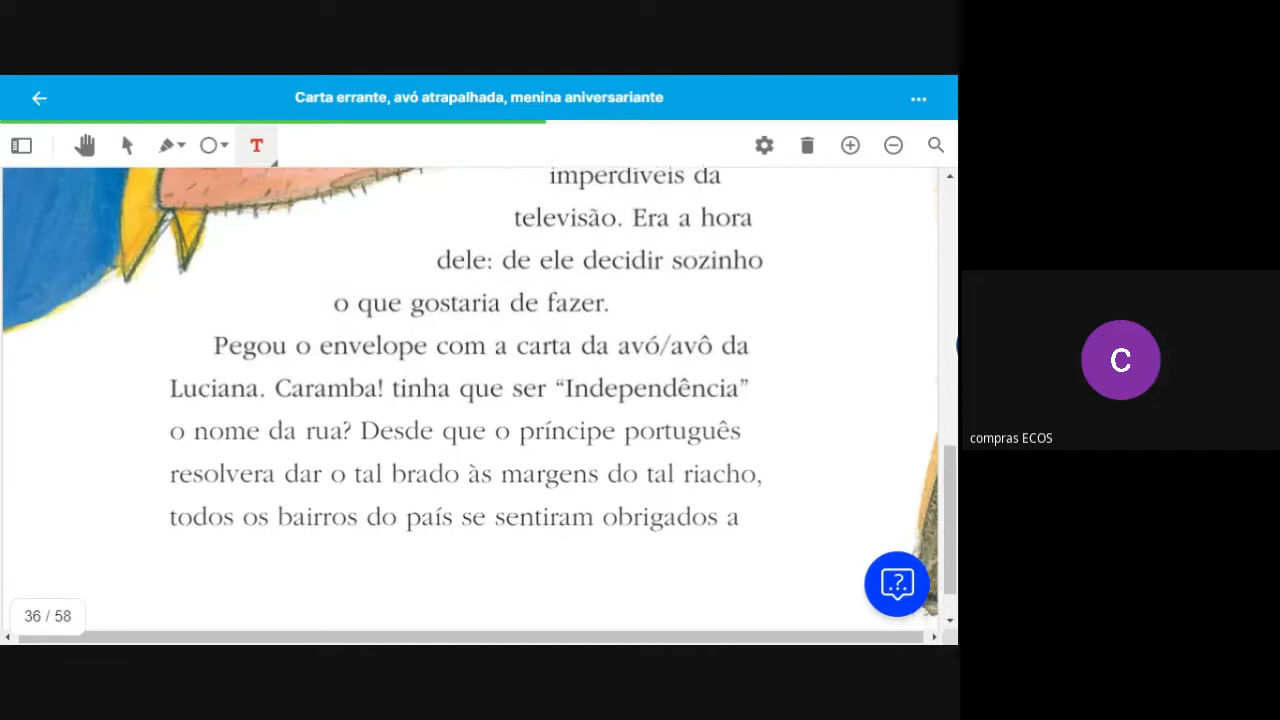 Carta errante, avó atrapalhada, menina aniversariante
T
imperdíveis da
televisão. Era a hora
dele: de ele decidir sozinho
o que gostaria de fazer.
Pegou o envelope com a carta da avó/avô da
Luciana. Caramba! tinha que ser “Independência”
o nome da rua? Desde que o príncipe português
resolvera dar o tal brado às margens do tal riacho,
todos os bairros do país se sentiram obrigados a
36 / 58
C
compras ECOS